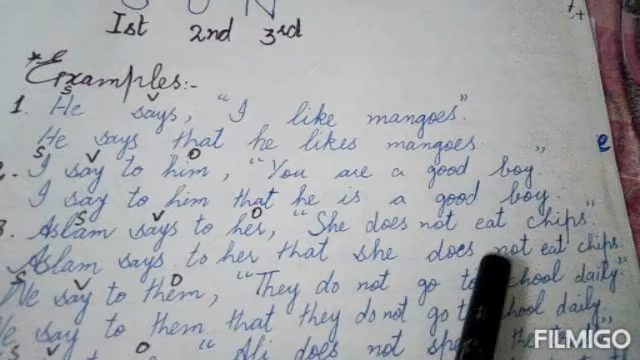 S U N
Ist 2nd 3rd
*Examples:-
S V
1. He says, "I like mangoes".
He says that he likes mangoes.
S V O
I say to him, "You are a good boy."
I say to him that he is a good boy.
S V O
3. Aslam says to her, "She does not eat chips".
Aslam says to her that she does not eat chips.
S V O
We say to them, "They do not go to school daily."
We say to them that they do not go to school daily.
S V O
to "Ali does not
FILMIGO